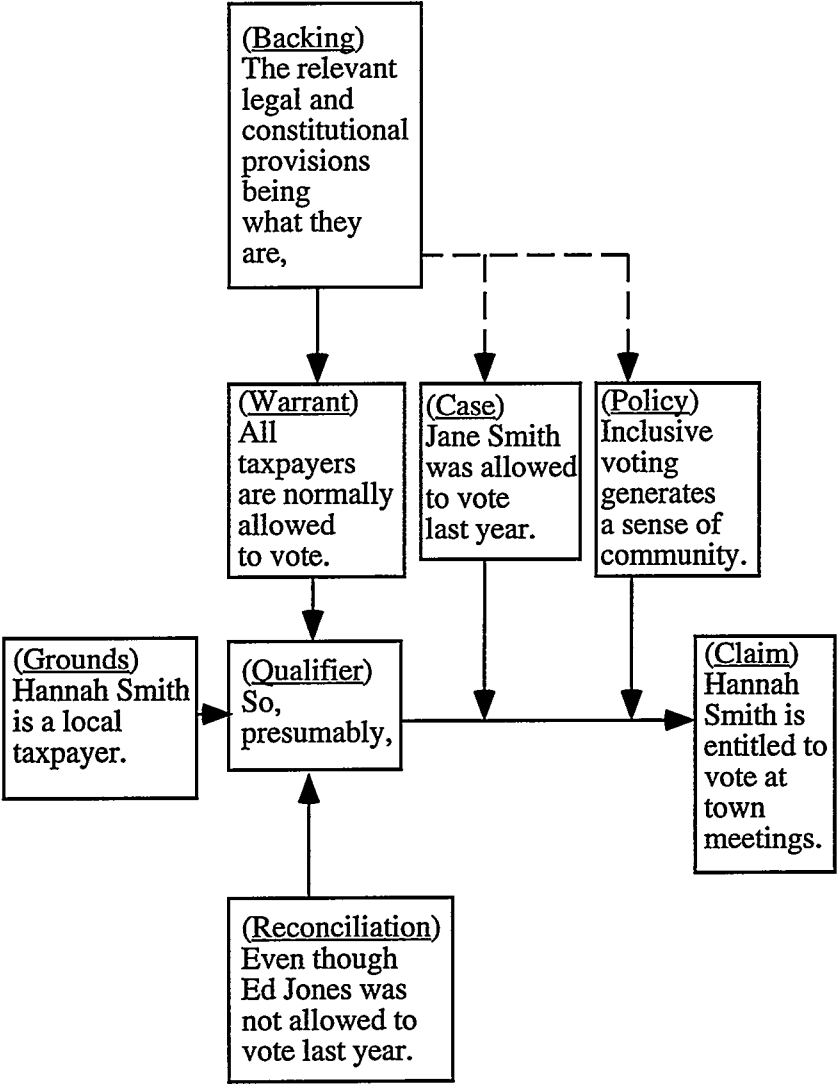 (Backing)
The relevant
legal and
constitutional
provisions
being
what they
are,
(Warrant)
All
taxpayers
are normally
allowed
to vote.
(Case)
Jane Smith
was allowed
to vote
last year.
(Policy)
Inclusive
voting
generates
a sense of
community.
(Grounds)
Hannah Smith
is a local
taxpayer.
(Qualifier)
So,
presumably,
(Claim)
Hannah
Smith is
entitled to
vote at
town
meetings.
(Reconciliation)
Even though
Ed Jones was
not allowed to
vote last year.